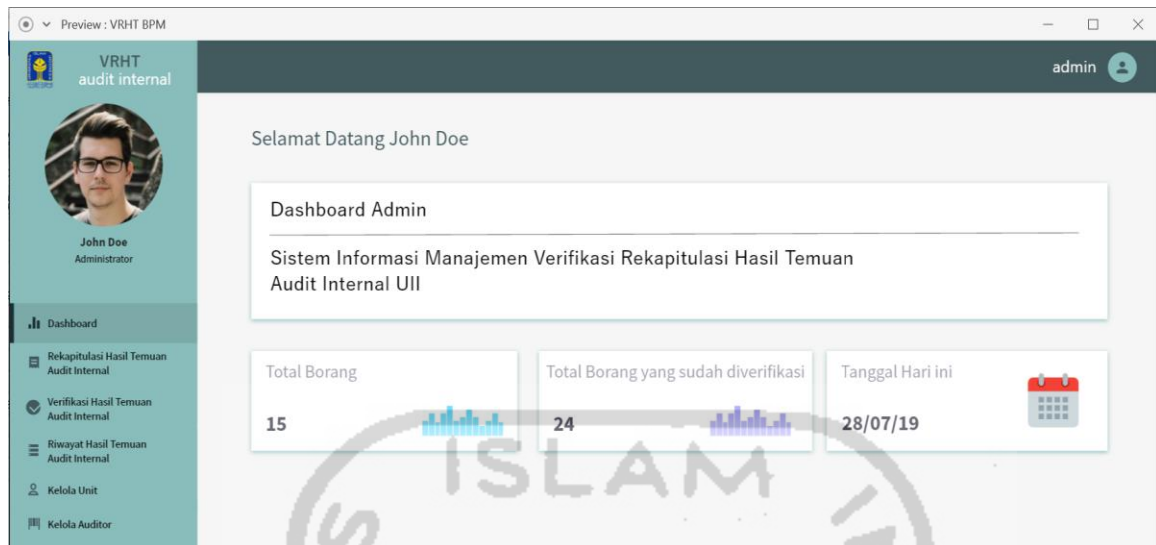 Preview : VRHT BPM
VRHT
audit internal
admin
John Doe
Administrator
Dashboard
Rekapitulasi Hasil Temuan
Audit Internal
Verifikasi Hasil Temuan
Audit Internal
Riwayat Hasil Temuan
Audit Internal
Kelola Unit
Kelola Auditor
Selamat Datang John Doe
Dashboard Admin
Sistem Informasi Manajemen Verifikasi Rekapitulasi Hasil Temuan
Audit Internal UII
Total Borang
15
Total Borang yang sudah diverifikasi
24
Tanggal Hari ini
28/07/19
ISLAM